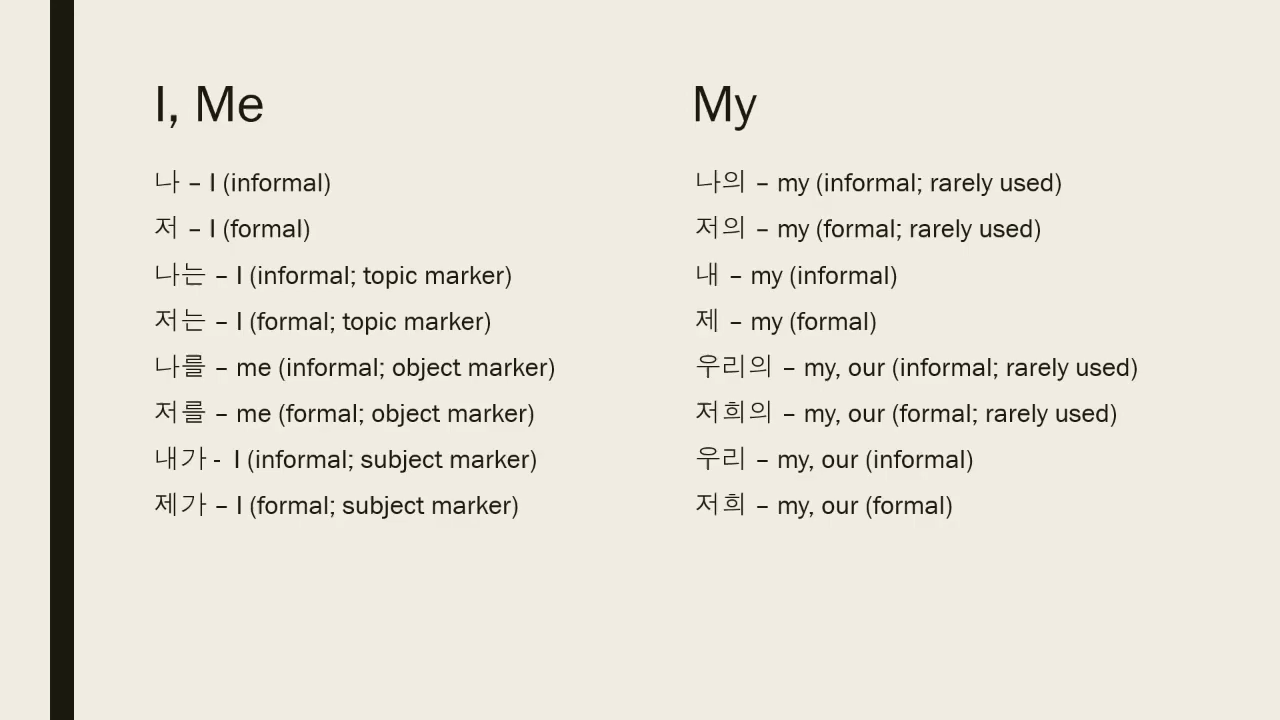 I, Me
나 – I (informal)
저 – I (formal)
나는 – I (informal; topic marker)
저는 – I (formal; topic marker)
나를 – me (informal; object marker)
저를 – me (formal; object marker)
내가 -  I (informal; subject marker)
제가 – I (formal; subject marker)
My
나의 – my (informal; rarely used)
저의 – my (formal; rarely used)
내 – my (informal)
제 – my (formal)
우리의 – my, our (informal; rarely used)
저희의 – my, our (formal; rarely used)
우리 – my, our (informal)
저희 – my, our (formal)